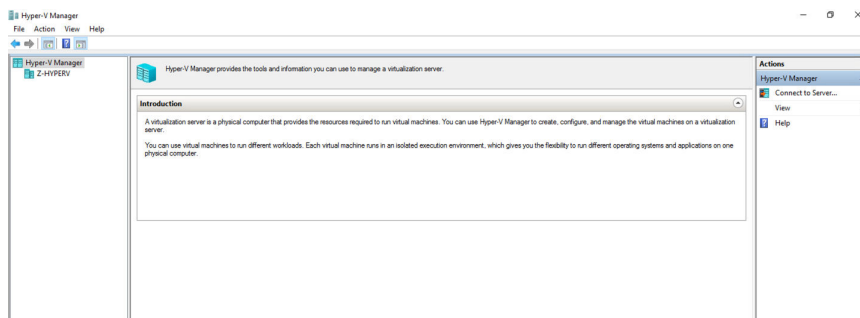 Hyper-V Manager
File Action View Help
Hyper-V Manager
Z-HYPERV
Hyper-V Manager provides the tools and information you can use to manage a virtualization server.
Introduction
A virtualization server is a physical computer that provides the resources required to run virtual machines. You can use Hyper-V Manager to create, configure, and manage the virtual machines on a virtualization
server.
You can use virtual machines to run different workloads. Each virtual machine runs in an isolated execution environment, which gives you the flexibility to run different operating systems and applications on one
physical computer.
Actions
Hyper-V Manager
Connect to Server...
View
Help